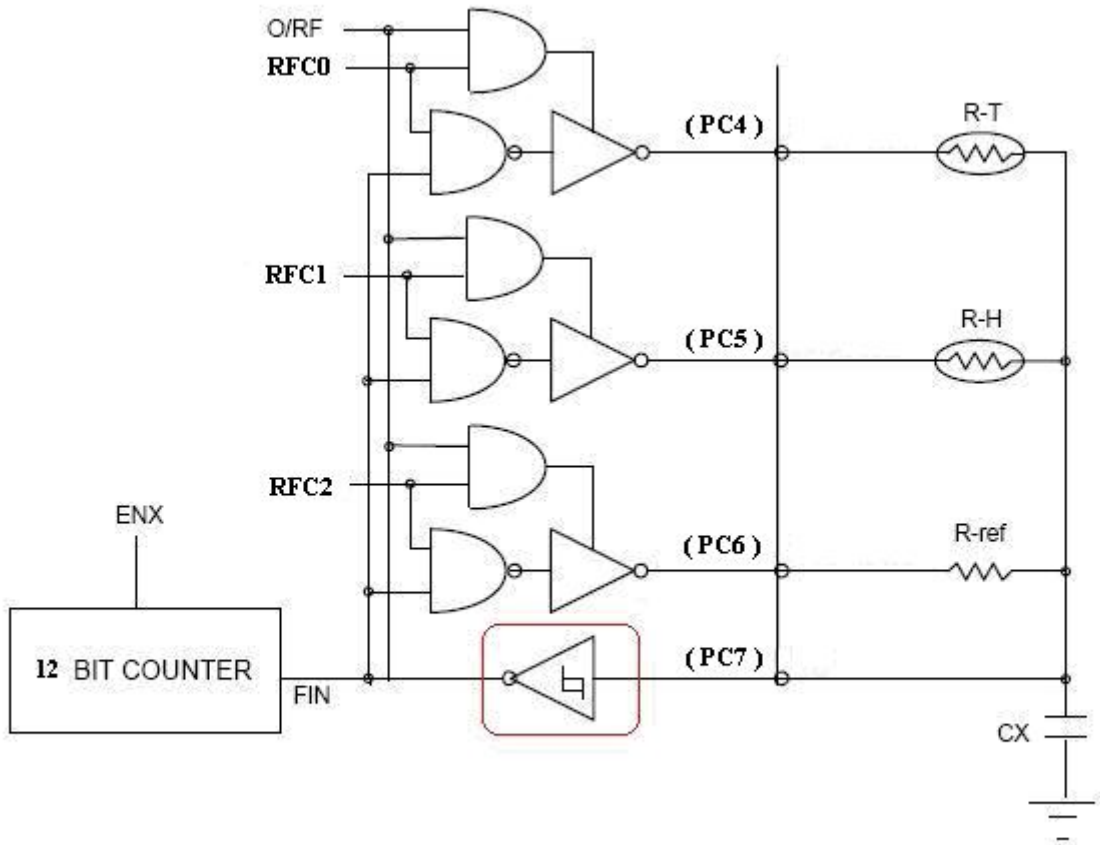 O/RF
RFC0
( PC4 )
R-T
RFC1
( PC5 )
R-H
RFC2
ENX
( PC6 )
R-ref
12 BIT COUNTER
FIN
( PC7 )
CX